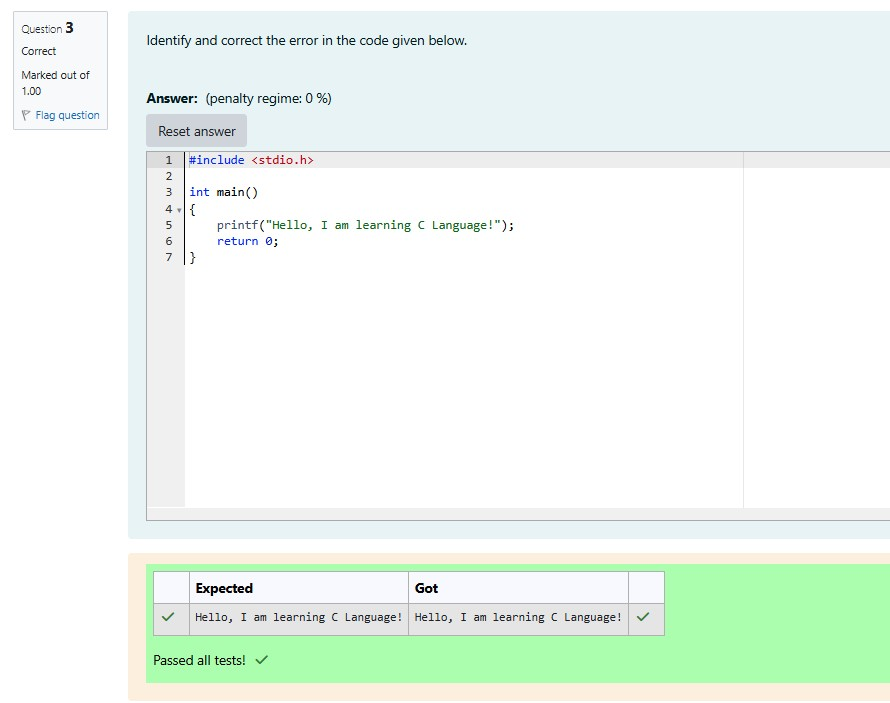 Question 3
Correct
Marked out of
1.00
Flag question
Identify and correct the error in the code given below.
Answer: (penalty regime: 0 %)
Reset answer
1 #include <stdio.h>
2
3 int main()
4 {
5     printf("Hello, I am learning C Language!");
6     return 0;
7 }
Expected Got
Hello, I am learning C Language! Hello, I am learning C Language!
Passed all tests!